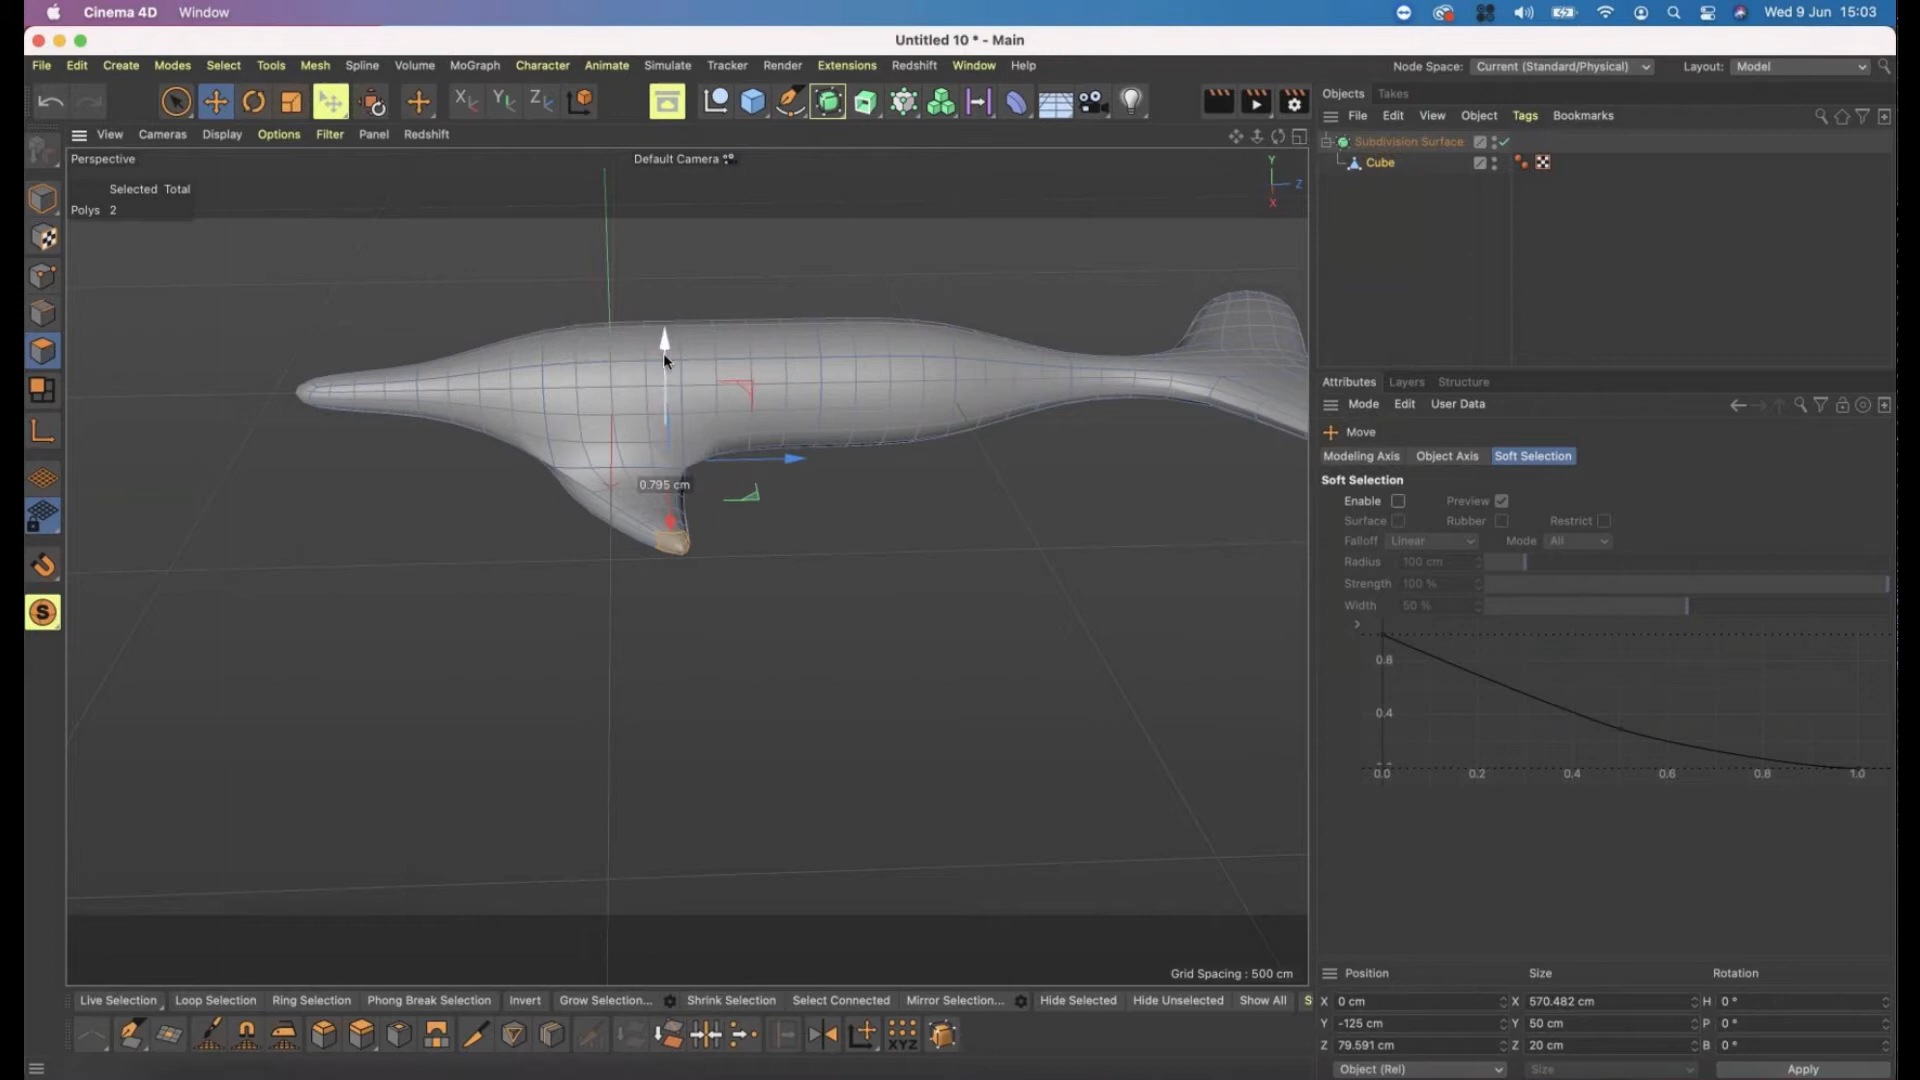 Cinema 4D Window Wed 9 Jun 15:03
Untitled 10 * - Main
File Edit Create Modes Select Tools Mesh Spline Volume MoGraph Character Animate Simulate Tracker Render Extensions Redshift Window Help Node Space: Current (Standard/Physical) Layout: Model
X Y Z
Objects Takes
File Edit View Object Tags Bookmarks
View Cameras Display Options Filter Panel Redshift
Subdivision Surface
Cube
Perspective Default Camera
Y
Z
X
Selected Total
Polys 2
0.795 cm
Grid Spacing : 500 cm
Attributes Layers Structure
Mode Edit User Data
Move
Modeling Axis Object Axis Soft Selection
Soft Selection
Enable Preview
Surface Rubber Restrict
Falloff Linear Mode All
Radius 100 cm
Strength 100 %
Width 50 %
0.8
0.4
0.0 0.2 0.4 0.6 0.8 1.0
S
Position Size Rotation
X 0 cm X 570.482 cm H 0 °
Y -125 cm Y 50 cm P 0 °
Z 79.591 cm Z 20 cm B 0 °
Object (Rel) Size Apply
Live Selection Loop Selection Ring Selection Phong Break Selection Invert Grow Selection... Shrink Selection Select Connected Mirror Selection... Hide Selected Hide Unselected Show All S
XYZ